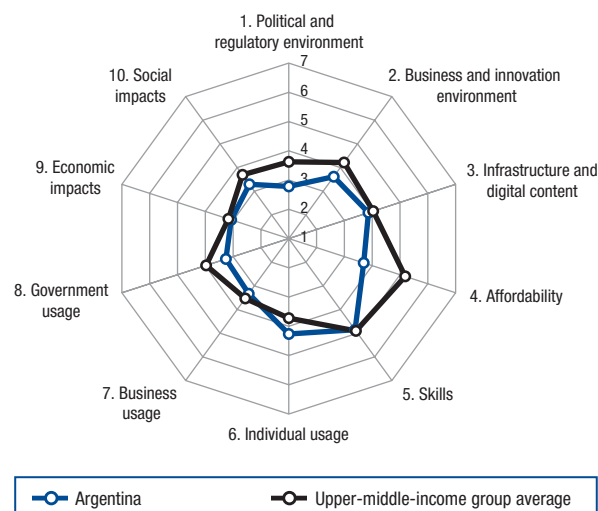 1. Political and
regulatory environment
10. Social
impacts
2. Business and innovation
environment
9. Economic
impacts
3. Infrastructure and
digital content
8. Government
usage
4. Affordability
7. Business
usage
5. Skills
6. Individual usage
7
6
5
4
3
2
1
Argentina
Upper-middle-income group average